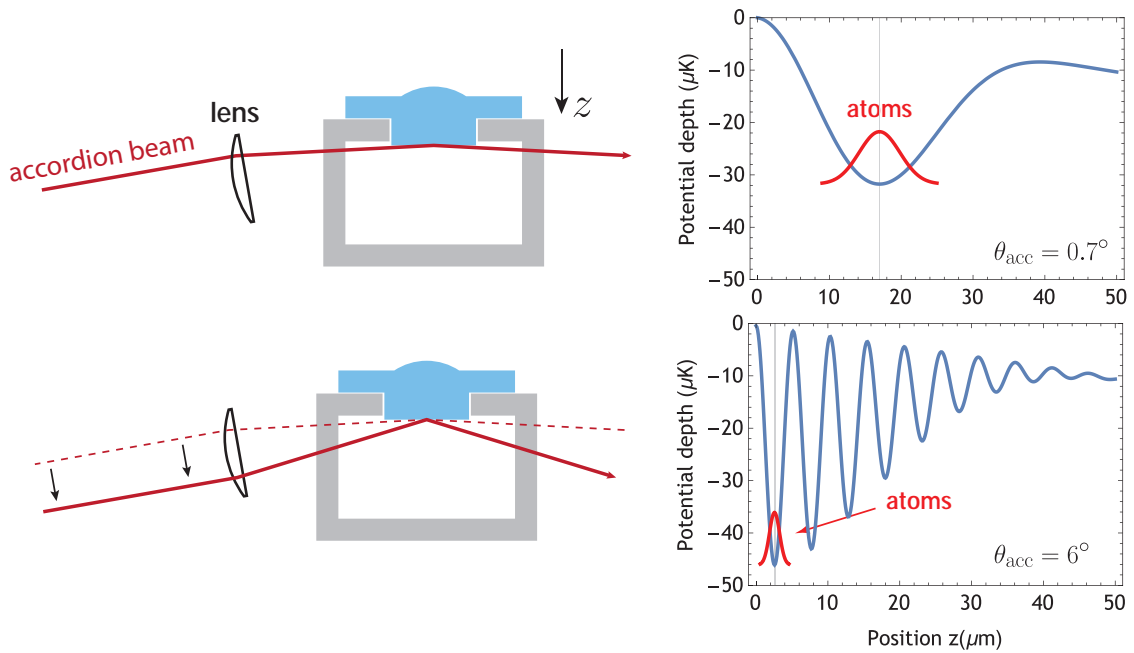 lens
accordion beam
z
Potential depth (μK)
0
−10
−20
−30
−40
−50
atoms
θacc = 0.7°
0 10 20 30 40 50
Potential depth (μK)
0
−10
−20
−30
−40
−50
atoms
θacc = 6°
0 10 20 30 40 50
Position z(μm)